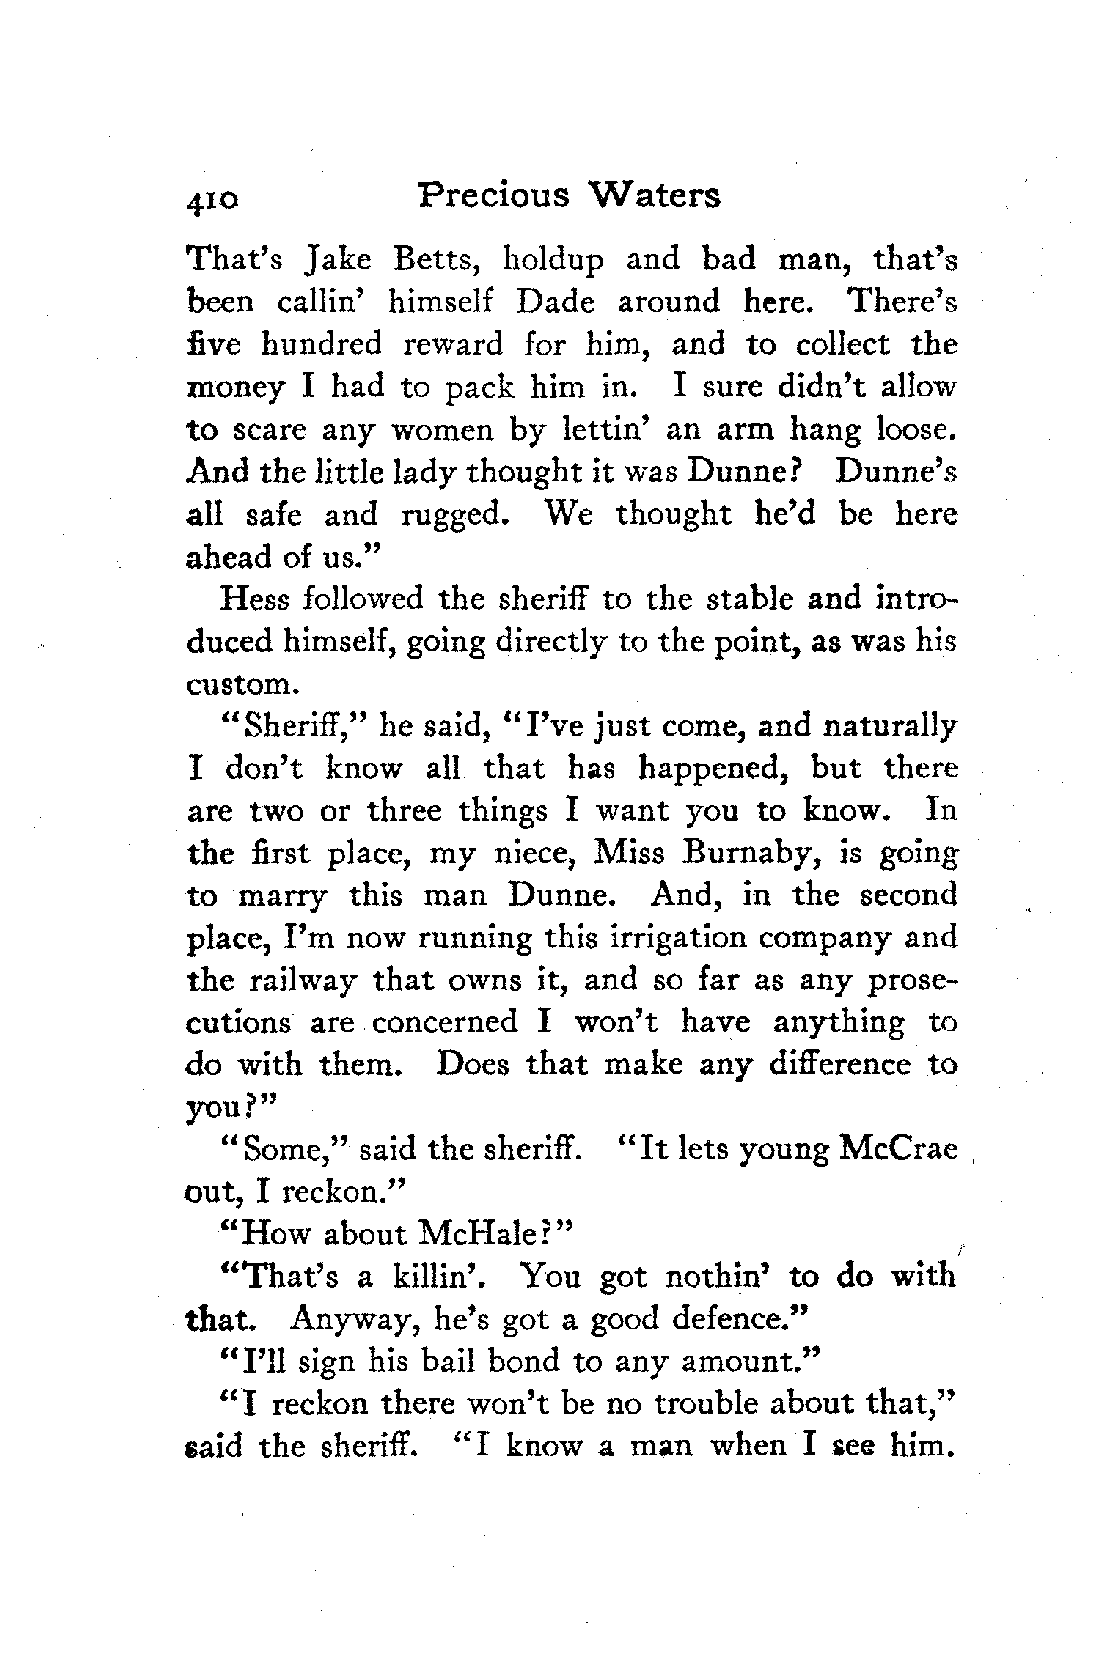 410 Precious Waters
That's Jake Betts, holdup and bad man, that's
been callin' himself Dade around here. There's
five hundred reward for him, and to collect the
money I had to pack him in. I sure didn't allow
to scare any women by lettin' an arm hang loose.
And the little lady thought it was Dunne? Dunne's
all safe and rugged. We thought he'd be here
ahead of us."
Hess followed the sheriff to the stable and intro-
duced himself, going directly to the point, as was his
custom.
"Sheriff," he said, "I've just come, and naturally
I don't know all that has happened, but there
are two or three things I want you to know. In
the first place, my niece, Miss Burnaby, is going
to marry this man Dunne. And, in the second
place, I'm now running this irrigation company and
the railway that owns it, and so far as any prose-
cutions are concerned I won't have anything to
do with them. Does that make any difference to
you?"
"Some," said the sheriff. "It lets young McCrae
out, I reckon."
"How about McHale?"
"That's a killin'. You got nothin' to do with
that. Anyway, he's got a good defence."
"I'll sign his bail bond to any amount."
"I reckon there won't be no trouble about that,"
said the sheriff. "I know a man when I see him.